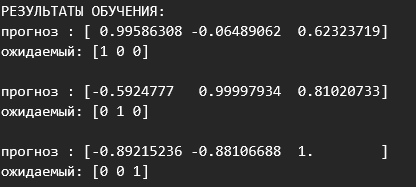 РЕЗУЛЬТАТЫ ОБУЧЕНИЯ:
прогноз : [ 0.99586308 -0.06489062  0.62323719]
ожидаемый: [1 0 0]
прогноз : [-0.5924777   0.99997934  0.81020733]
ожидаемый: [0 1 0]
прогноз : [-0.89215236 -0.88106688  1.        ]
ожидаемый: [0 0 1]